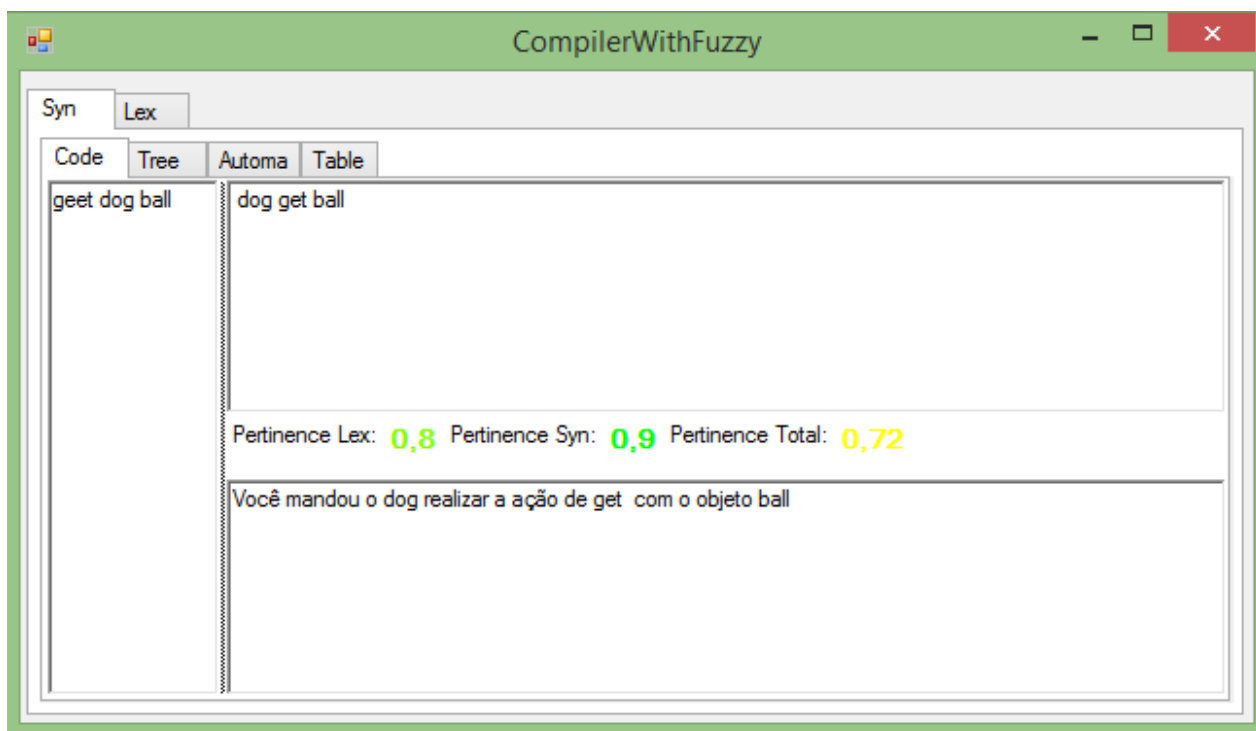 CompilerWithFuzzy
Syn Lex
Code Tree Automa Table
geet dog ball
dog get ball
Pertinence Lex: 0,8 Pertinence Syn: 0,9 Pertinence Total: 0,72
Você mandou o dog realizar a ação de get  com o objeto ball